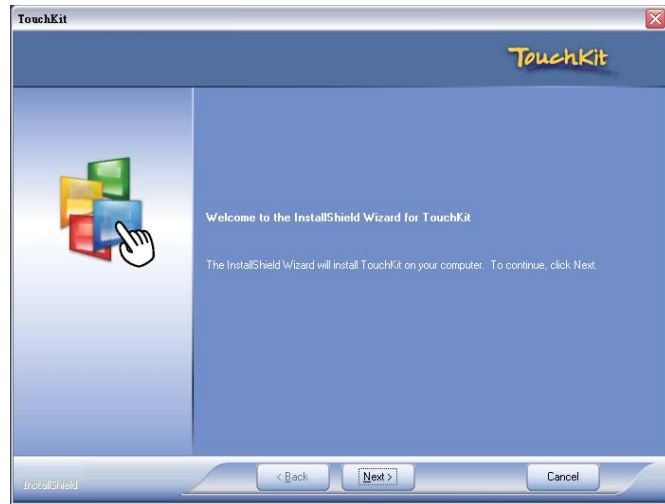 TouchKit
TouchKit
Welcome to the InstallShield Wizard for TouchKit
The InstallShield Wizard will install TouchKit on your computer. To continue, click Next.
InstallShield
< Back
Next >
Cancel